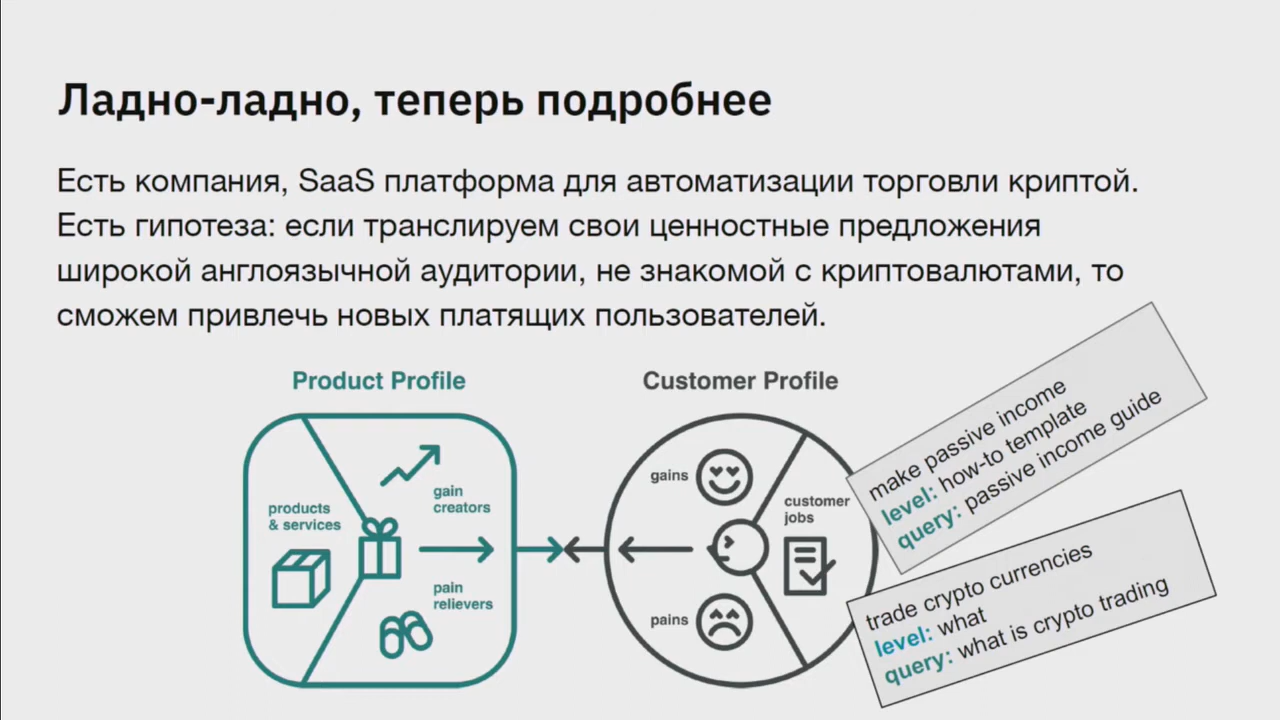 Ладно-ладно, теперь подробнее
Есть компания, SaaS платформа для автоматизации торговли криптой.
Есть гипотеза: если транслируем свои ценностные предложения
широкой англоязычной аудитории, не знакомой с криптовалютами, то
сможем привлечь новых платящих пользователей.
Product Profile
products
& services
gain
creators
pain
relievers
Customer Profile
gains
pains
customer
jobs
make passive income
level: how-to template
query: passive income guide
trade crypto currencies
level: what
query: what is crypto trading